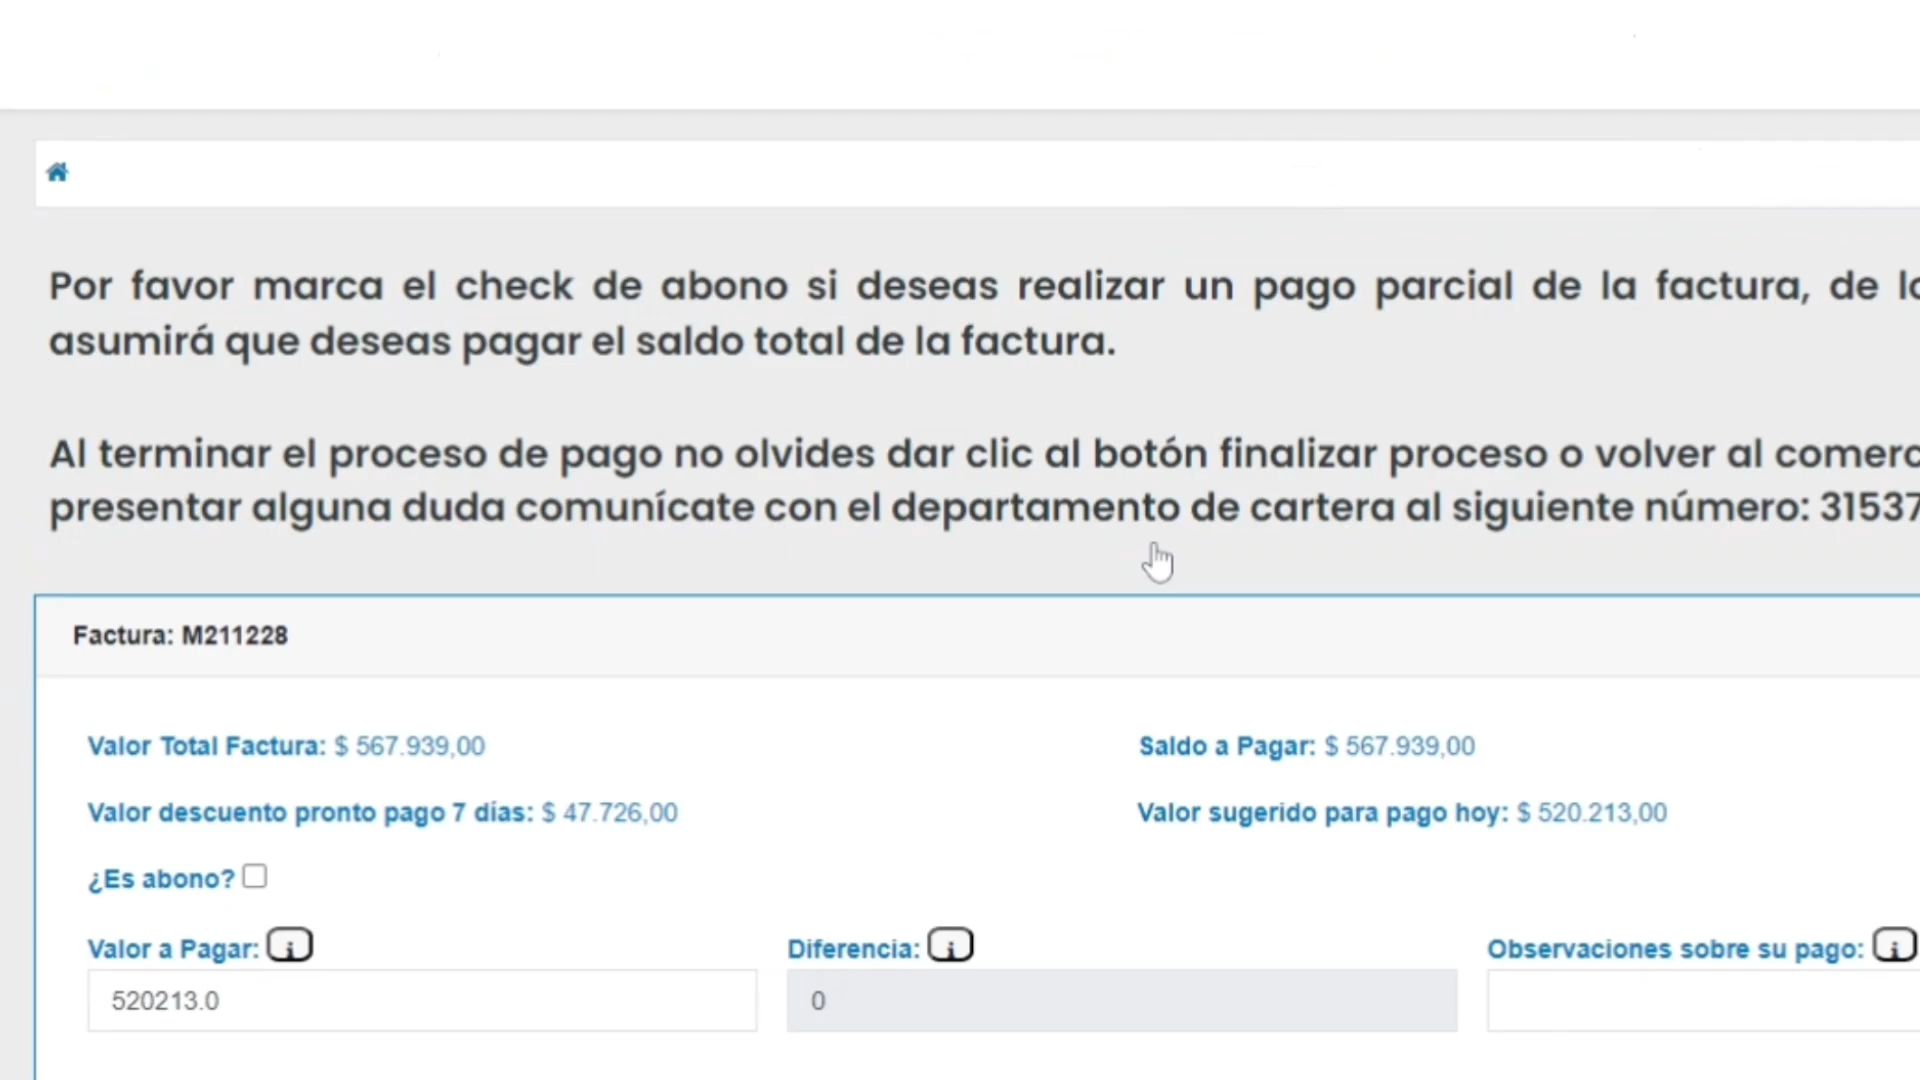 Por favor marca el check de abono si deseas realizar un pago parcial de la factura, de
asumirá que deseas pagar el saldo total de la factura.
Al terminar el proceso de pago no olvides dar clic al botón finalizar proceso o volver al
presentar alguna duda comunícate con el departamento de cartera al siguiente número: 31537
Factura: M211228
Valor Total Factura: $ 567.939,00
Saldo a Pagar: $ 567.939,00
Valor descuento pronto pago 7 días: $ 47.726,00
Valor sugerido para pago hoy: $ 520.213,00
¿Es abono?
Valor a Pagar: i
Diferencia: i
Observaciones sobre su pago: i
520213.0
0